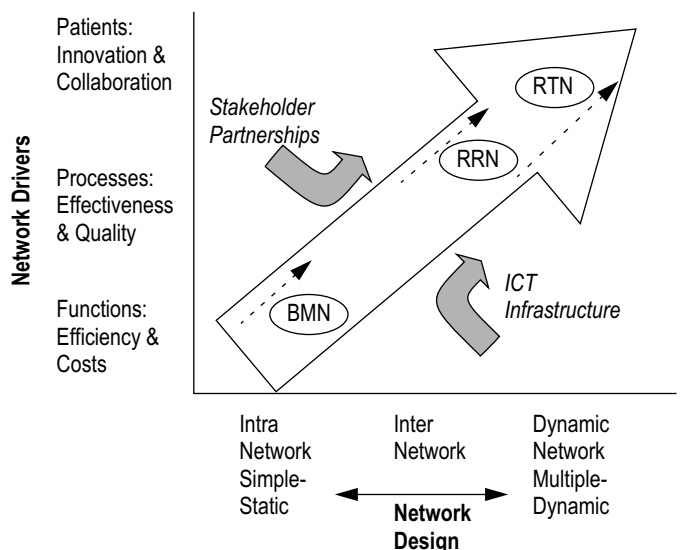 Patients:
Innovation &
Collaboration
Processes:
Effectiveness
& Quality
Functions:
Efficiency &
Costs
Network Drivers
Stakeholder
Partnerships
RTN
RRN
BMN
ICT
Infrastructure
Intra
Network
Simple-
Static
Inter
Network
Dynamic
Network
Multiple-
Dynamic
Network
Design